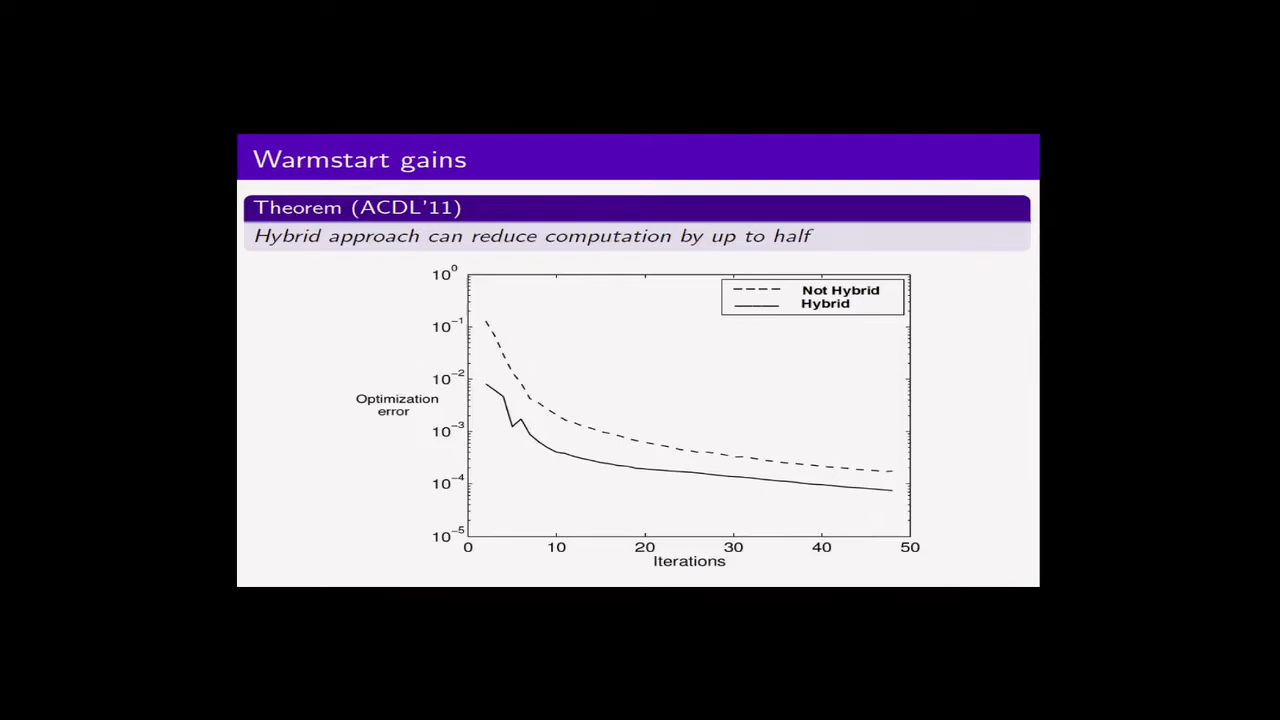 Warmstart gains
Theorem (ACDL'11)
Hybrid approach can reduce computation by up to half
10^0
10^-1
10^-2
10^-3
10^-4
10^-5
Optimization
error
Not Hybrid
Hybrid
0 10 20 30 40 50
Iterations